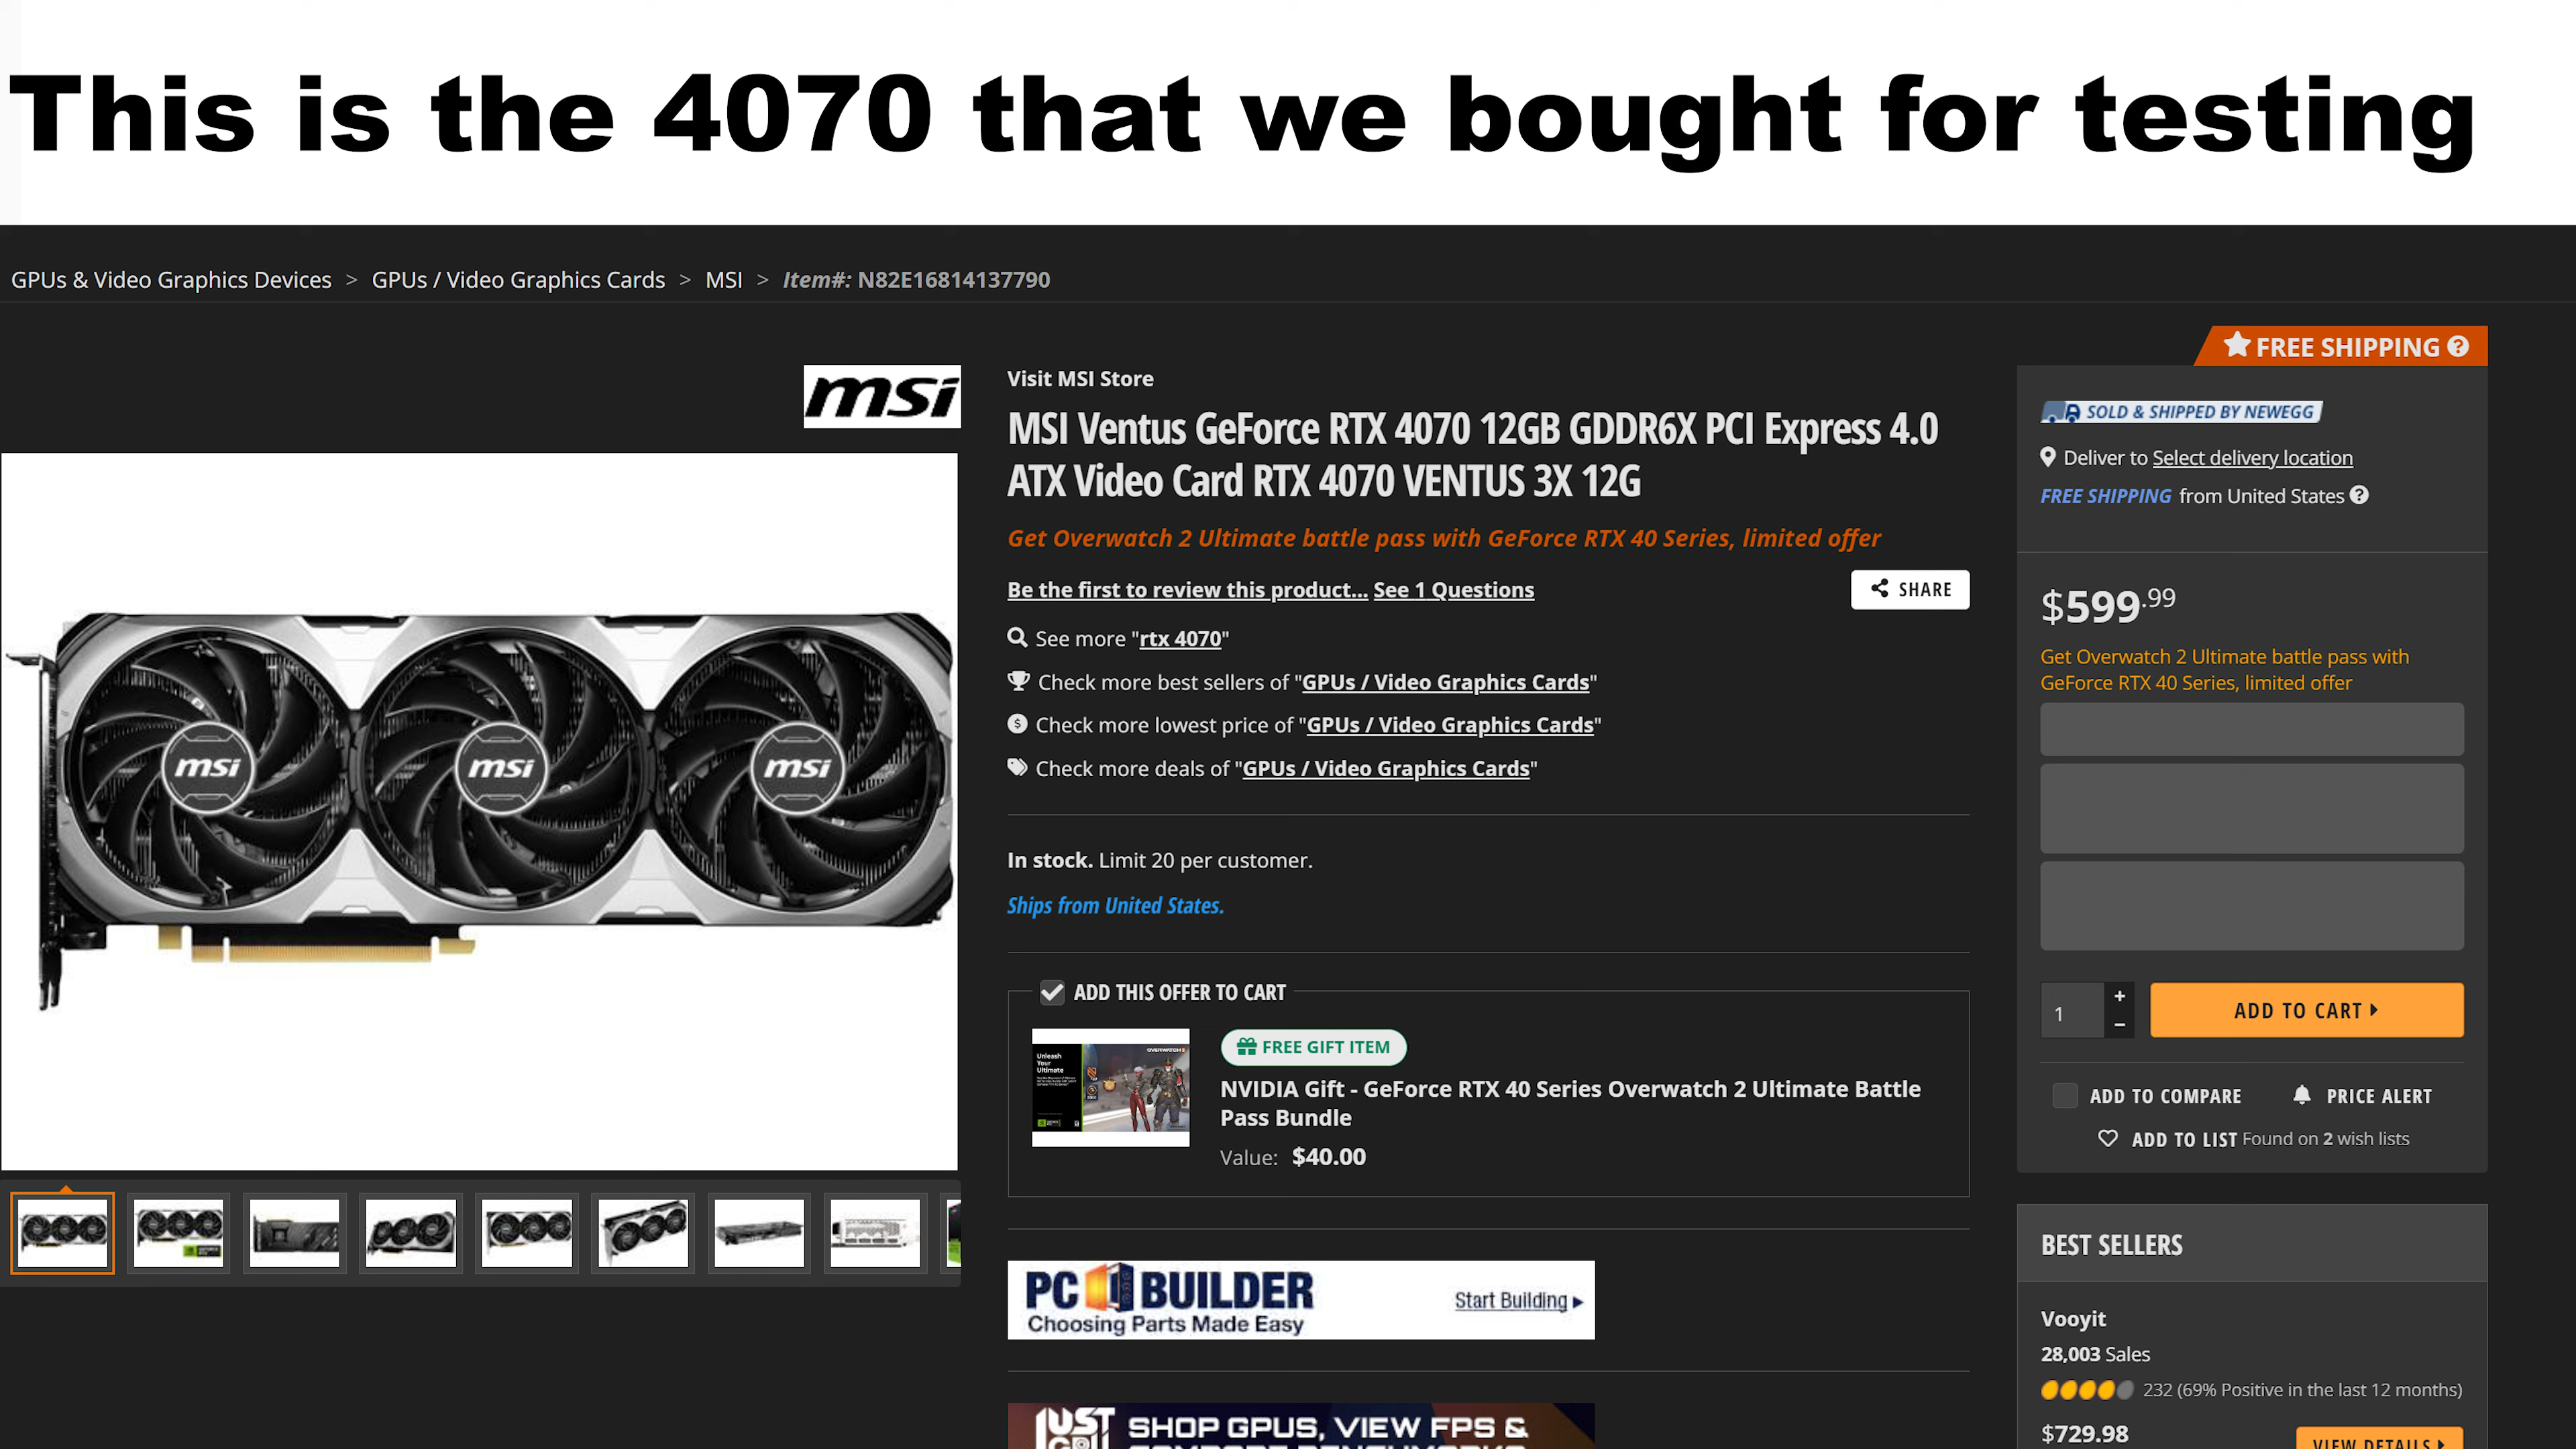 This is the 4070 that we bought for testing
GPUs & Video Graphics Devices > GPUs / Video Graphics Cards > MSI > Item#: N82E16814137790
msi
msi msi msi
Visit MSI Store
MSI Ventus GeForce RTX 4070 12GB GDDR6X PCI Express 4.0
ATX Video Card RTX 4070 VENTUS 3X 12G
Get Overwatch 2 Ultimate battle pass with GeForce RTX 40 Series, limited offer
Be the first to review this product... See 1 Questions
SHARE
See more "rtx 4070"
Check more best sellers of "GPUs / Video Graphics Cards"
Check more lowest price of "GPUs / Video Graphics Cards"
Check more deals of "GPUs / Video Graphics Cards"
In stock. Limit 20 per customer.
Ships from United States.
ADD THIS OFFER TO CART
Unleash
Your
Ultimate
OVERWATCH 2
FREE GIFT ITEM
NVIDIA Gift - GeForce RTX 40 Series Overwatch 2 Ultimate Battle
Pass Bundle
Value: $40.00
PC BUILDER
Choosing Parts Made Easy
Start Building
SHOP GPUS, VIEW FPS &
FREE SHIPPING
SOLD & SHIPPED BY NEWEGG
Deliver to Select delivery location
FREE SHIPPING from United States
$599.99
Get Overwatch 2 Ultimate battle pass with
GeForce RTX 40 Series, limited offer
1 + −
ADD TO CART
ADD TO COMPARE PRICE ALERT
ADD TO LIST Found on 2 wish lists
BEST SELLERS
Vooyit
28,003 Sales
232 (69% Positive in the last 12 months)
$729.98
VIEW DETAILS